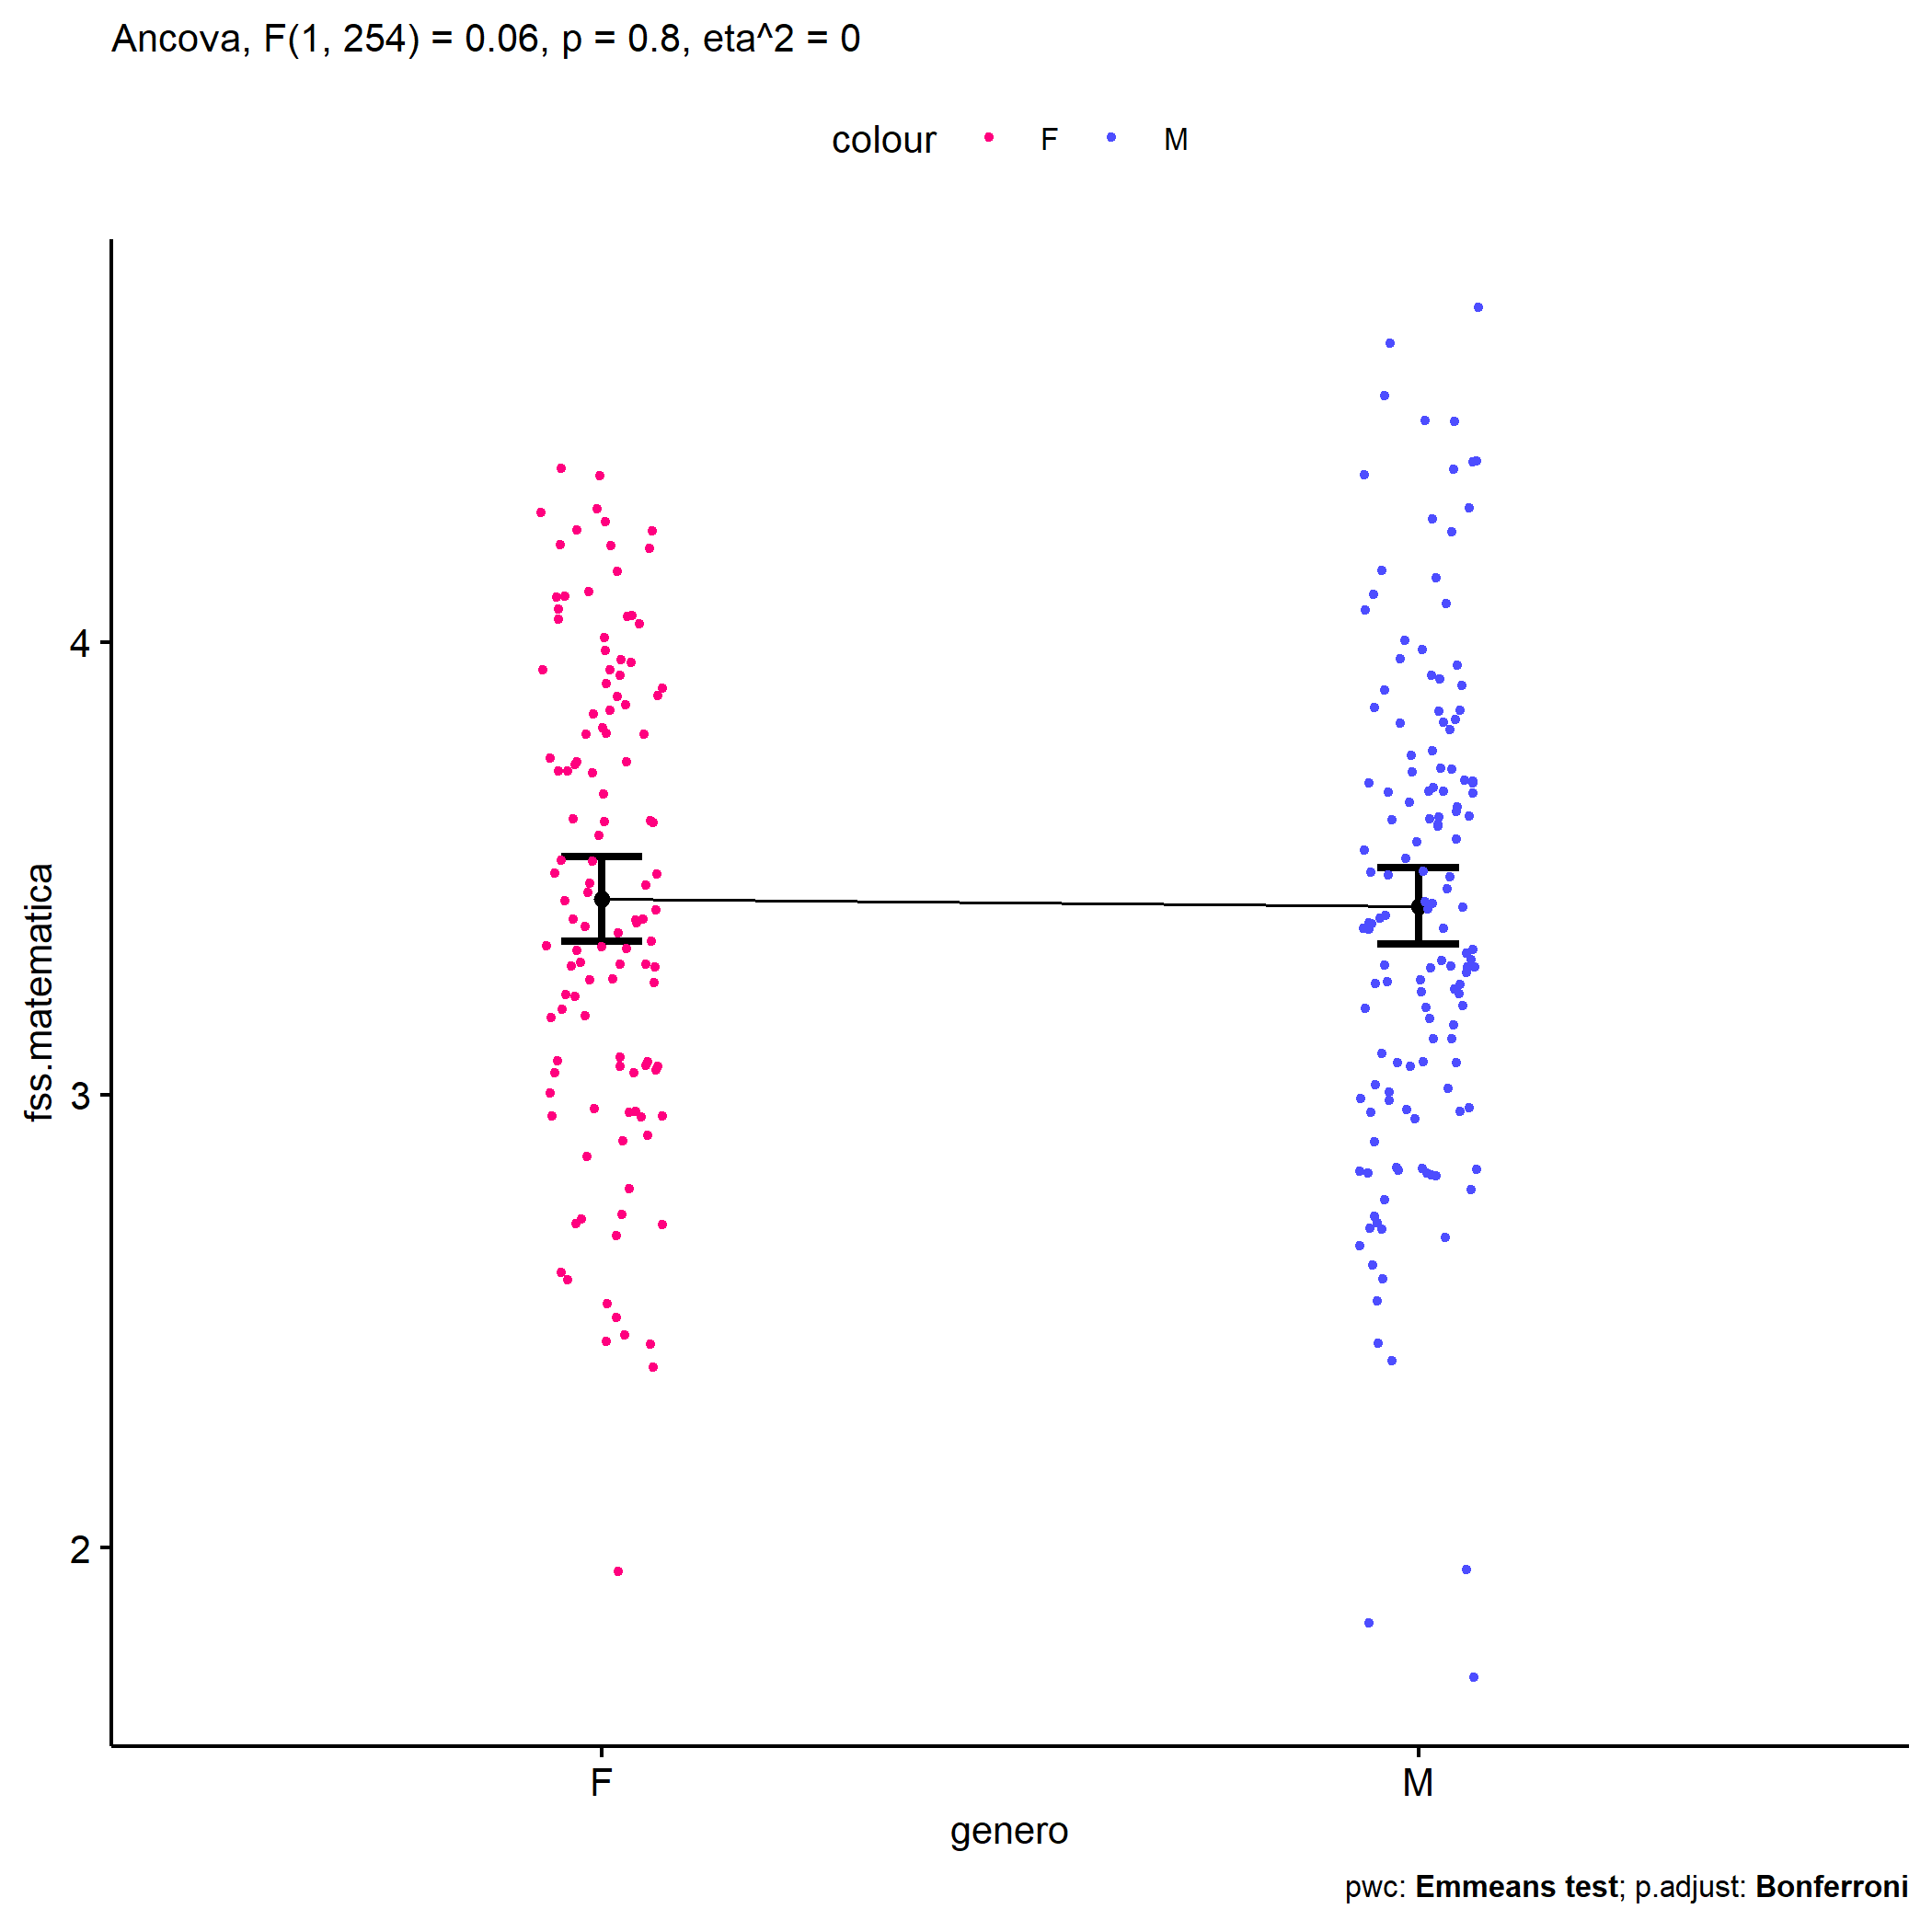 Ancova, F(1, 254) = 0.06, p = 0.8, eta^2 = 0
colour F M
fss.matematica
4
3
2
F M
genero
pwc: Emmeans test; p.adjust: Bonferroni